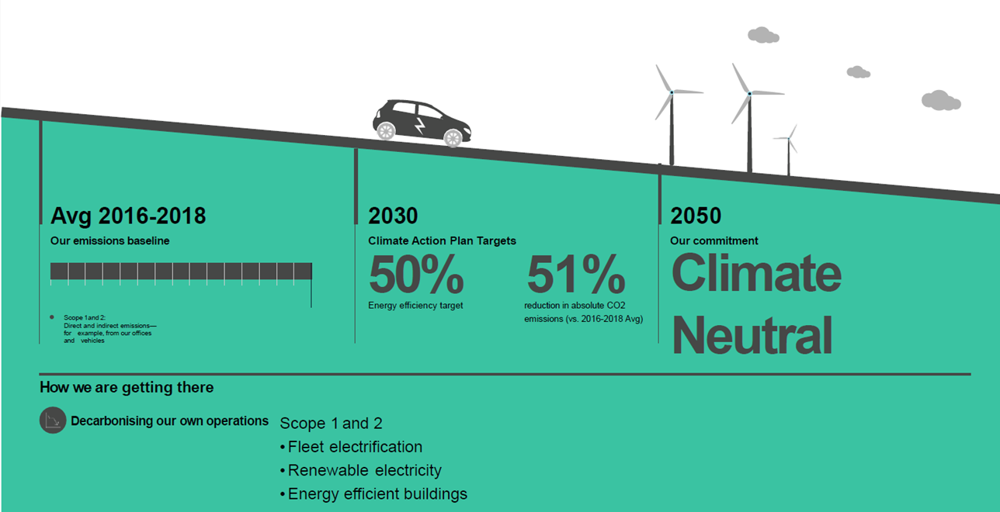 Avg 2016-2018
Our emissions baseline
Scope 1 and 2:
Direct and indirect emissions—
for example, from our offices
and vehicles
2030
Climate Action Plan Targets
50%
Energy efficiency target
51%
reduction in absolute CO2
emissions (vs. 2016-2018 Avg)
2050
Our commitment
Climate
Neutral
How we are getting there
Decarbonising our own operations
Scope 1 and 2
• Fleet electrification
• Renewable electricity
• Energy efficient buildings